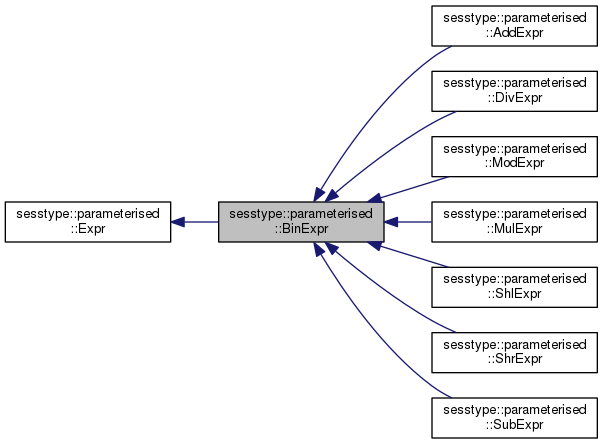 sesstype::parameterised
::AddExpr
sesstype::parameterised
::DivExpr
sesstype::parameterised
::ModExpr
sesstype::parameterised
::Expr
sesstype::parameterised
::BinExpr
sesstype::parameterised
::MulExpr
sesstype::parameterised
::ShlExpr
sesstype::parameterised
::ShrExpr
sesstype::parameterised
::SubExpr